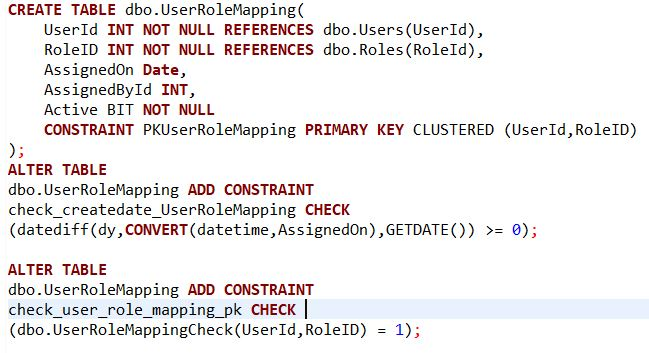 CREATE TABLE dbo.UserRoleMapping(
UserId INT NOT NULL REFERENCES dbo.Users(UserId),
RoleID INT NOT NULL REFERENCES dbo.Roles(RoleId),
AssignedOn Date,
AssignedById INT,
Active BIT NOT NULL
CONSTRAINT PKUserRoleMapping PRIMARY KEY CLUSTERED (UserId,RoleID)
);
ALTER TABLE
dbo.UserRoleMapping ADD CONSTRAINT
check_createdate_UserRoleMapping CHECK
(datediff(dy,CONVERT(datetime,AssignedOn),GETDATE()) >= 0);
ALTER TABLE
dbo.UserRoleMapping ADD CONSTRAINT
check_user_role_mapping_pk CHECK
(dbo.UserRoleMappingCheck(UserId,RoleID) = 1);